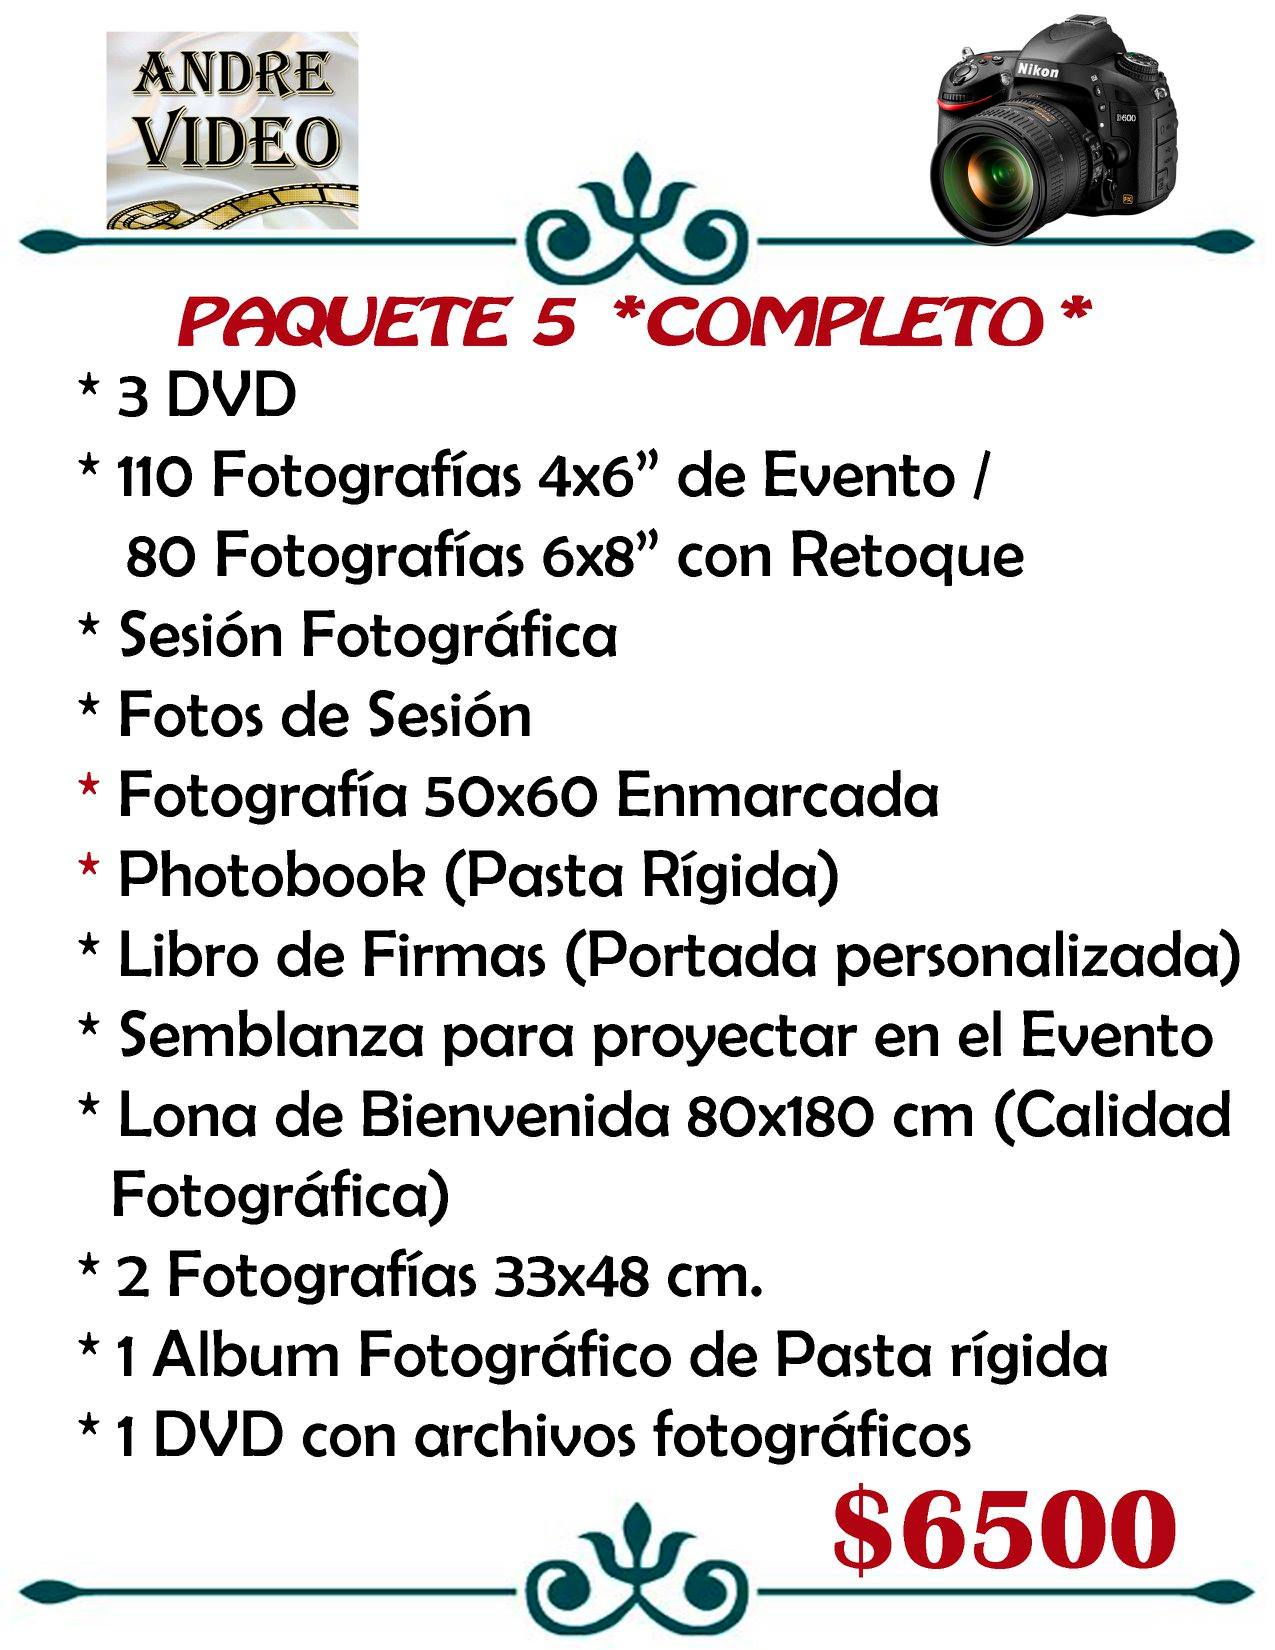 ANDRE
VIDEO
Nikon
D600
FX
PAQUETE 5 *COMPLETO*
* 3 DVD
* 110 Fotografías 4x6” de Evento /
80 Fotografías 6x8” con Retoque
* Sesión Fotográfica
* Fotos de Sesión
* Fotografía 50x60 Enmarcada
* Photobook (Pasta Rígida)
* Libro de Firmas (Portada personalizada)
* Semblanza para proyectar en el Evento
* Lona de Bienvenida 80x180 cm (Calidad
Fotográfica)
* 2 Fotografías 33x48 cm.
* 1 Album Fotográfico de Pasta rígida
* 1 DVD con archivos fotográficos
$6500